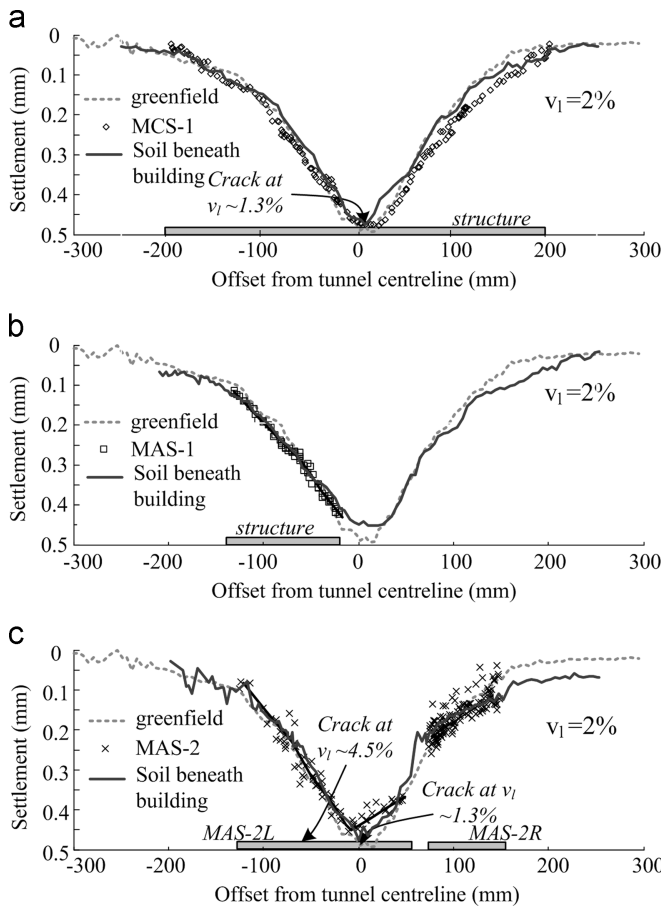 a
0
0.1
0.2
0.3
0.4
0.5
Settlement (mm)
greenfield
MCS-1
Soil beneath
building
Crack at
vl ~1.3%
vl=2%
structure
-300
-200
-100
0
100
200
300
Offset from tunnel centreline (mm)
b
0
0.1
0.2
0.3
0.4
0.5
Settlement (mm)
greenfield
MAS-1
Soil beneath
building
vl=2%
structure
-300
-200
-100
0
100
200
300
Offset from tunnel centreline (mm)
c
0
0.1
0.2
0.3
0.4
0.5
Settlement (mm)
greenfield
MAS-2
Soil beneath
building
Crack at
vl ~4.5%
vl=2%
Crack at vl
~1.3%
MAS-2L
MAS-2R
-300
-200
-100
0
100
200
300
Offset from tunnel centreline (mm)